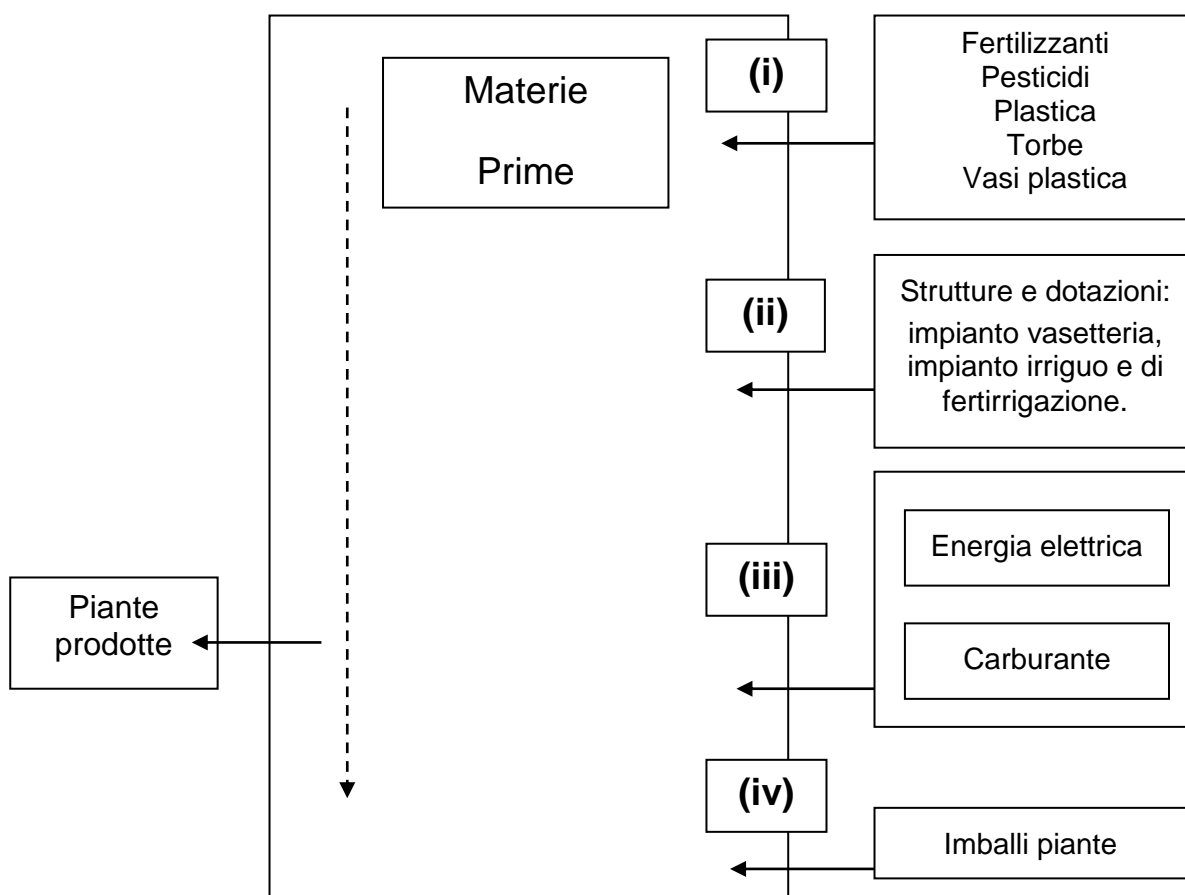 Materie
Prime
(i)
Fertilizzanti
Pesticidi
Plastica
Torbe
Vasi plastica
(ii)
Strutture e dotazioni:
impianto vasetteria,
impianto irriguo e di
fertirrigazione.
(iii)
Energia elettrica
Carburante
Piante
prodotte
(iv)
Imballi piante